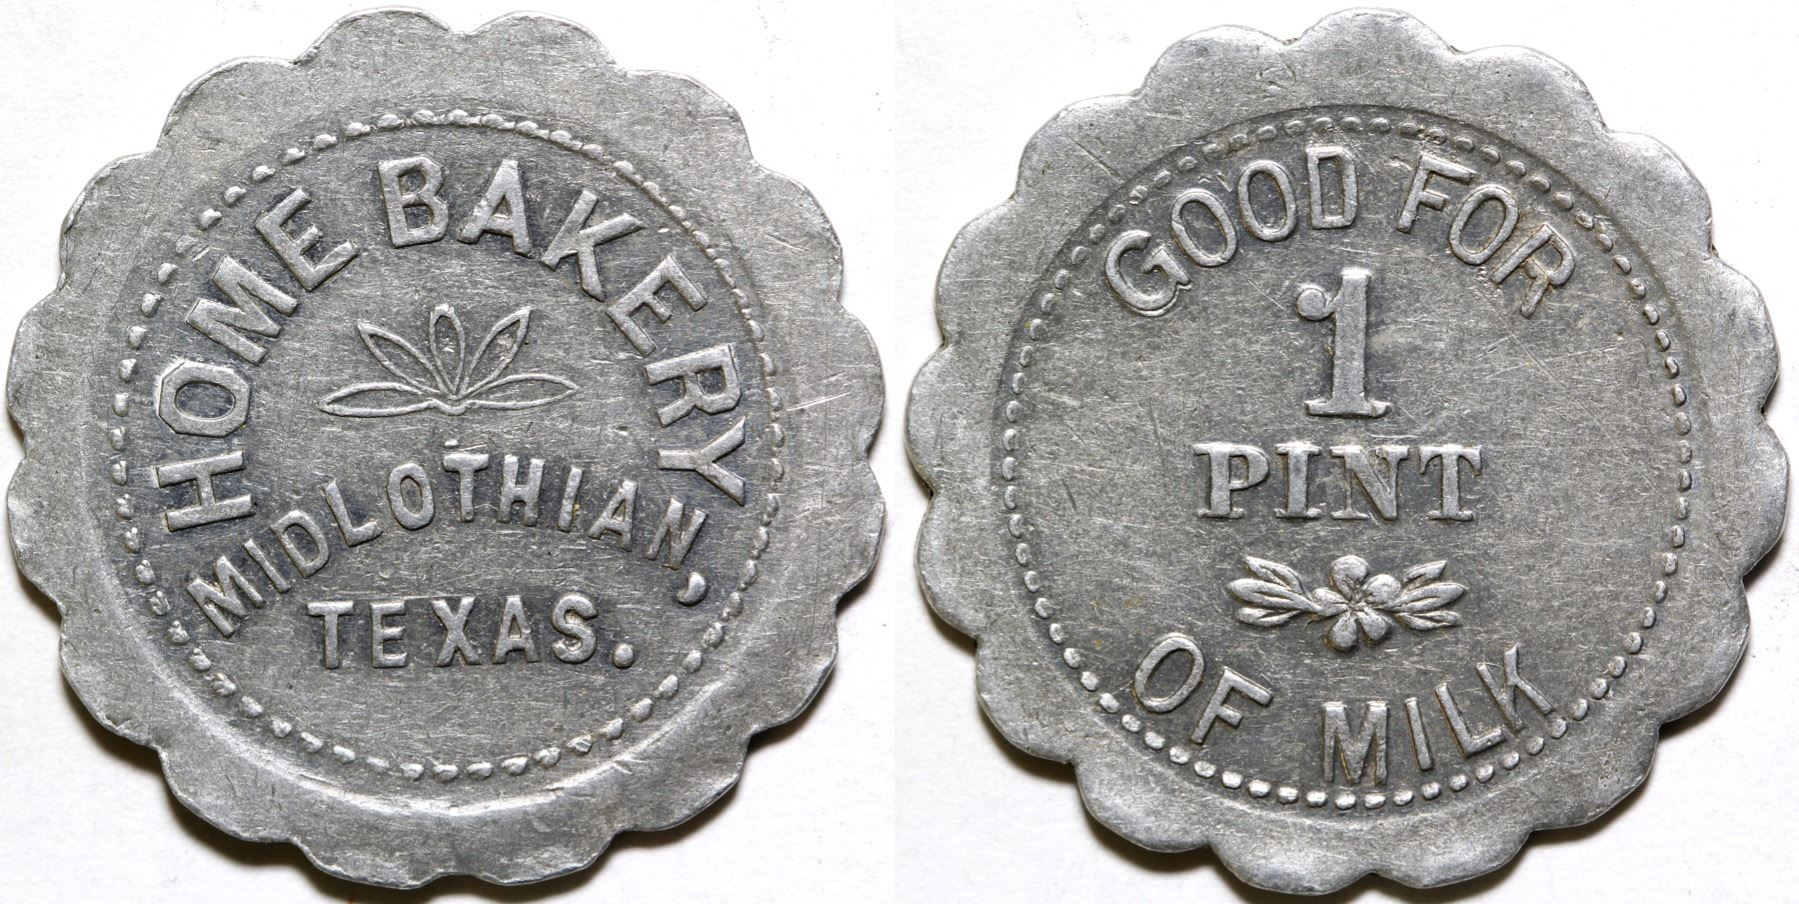 HOME BAKERY
MIDLOTHIAN,
TEXAS.
GOOD FOR
1
PINT
OF MILK